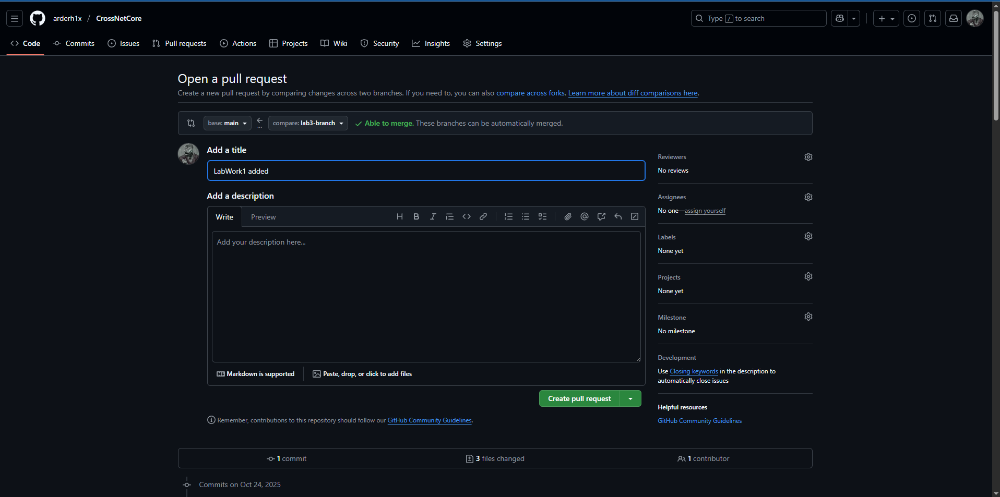 arderh1x / CrossNetCore
Type / to search
Code Commits Issues Pull requests Actions Projects Wiki Security Insights Settings
Open a pull request
Create a new pull request by comparing changes across two branches. If you need to, you can also compare across forks. Learn more about diff comparisons here.
base: main ... compare: lab3-branch Able to merge. These branches can be automatically merged.
Add a title
LabWork1 added
Add a description
Write Preview
Add your description here...
Markdown is supported
Paste, drop, or click to add files
Create pull request
Remember, contributions to this repository should follow our GitHub Community Guidelines.
Reviewers
No reviews
Assignees
No one—assign yourself
Labels
None yet
Projects
None yet
Milestone
No milestone
Development
Use Closing keywords in the description to
automatically close issues
Helpful resources
GitHub Community Guidelines
1 commit
3 files changed
1 contributor
Commits on Oct 24, 2025